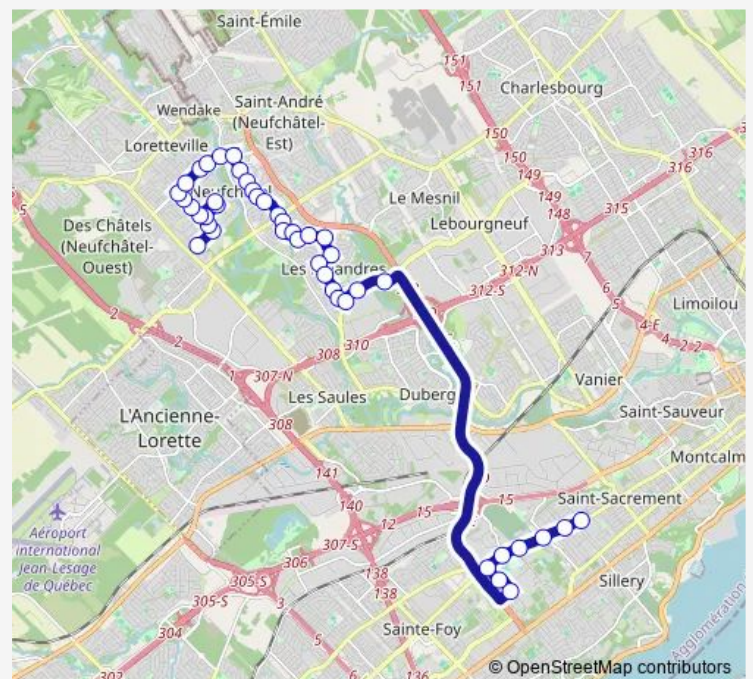 Saint-Émile
151
151
Charlesbourg
Wendake
Saint-André
(Neufchâtel-
Est)
150
150
316
316
Loretteville
149
149
Le Mesnil
315
Neufchâtel
Lebourgneuf
148
Des Châtels
(Neufchâtel-
Ouest)
313
7
312-N
312-S
6
Limoilou
2
2
310
5
4-E
4
2
2
308
1
307-N
Vanier
Les Saules
Duberg
308
Saint-Sauveur
L'Ancienne-
Lorette
141
Montcalm
15
15
Saint-Sacrement
140
12
307-S
Aéroport
international
Jean-Lesage
de Québec
306
138
305-S
305-S
Sillery
3
304
138
Sainte-Foy
5
6
136
Agglomération
© OpenStreetMap contributors